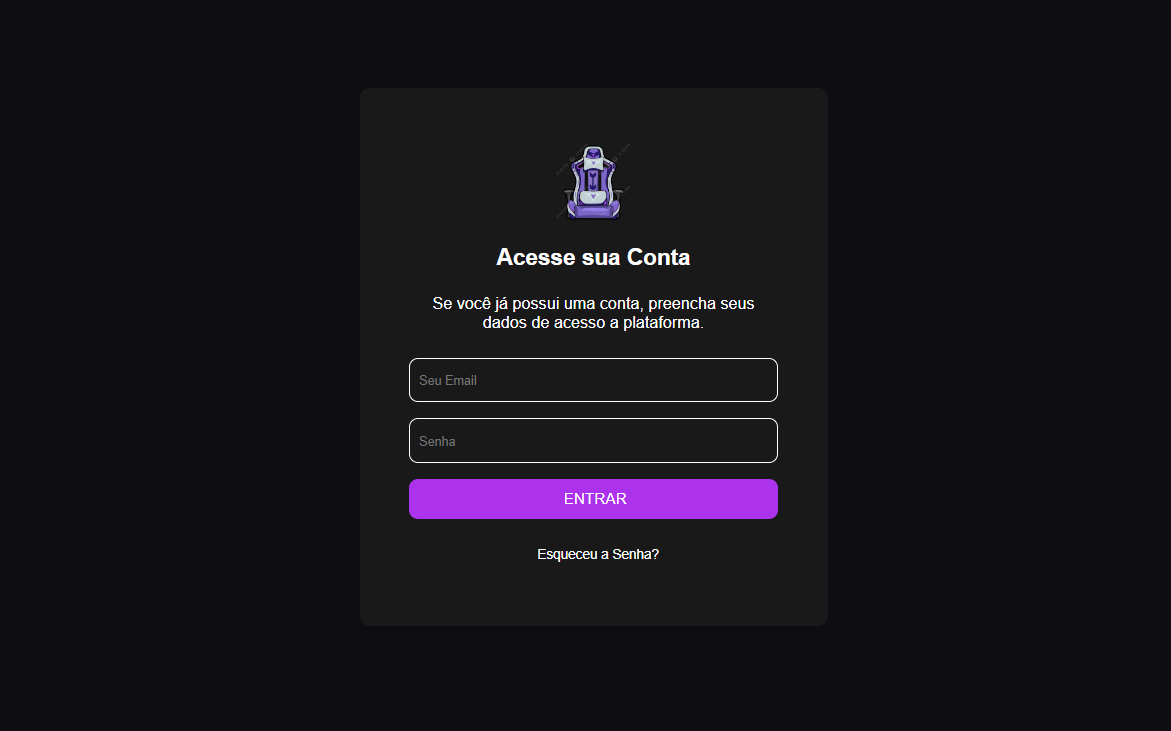 Acesse sua Conta
Se você já possui uma conta, preencha seus
dados de acesso a plataforma.
Seu Email
Senha
ENTRAR
Esqueceu a Senha?